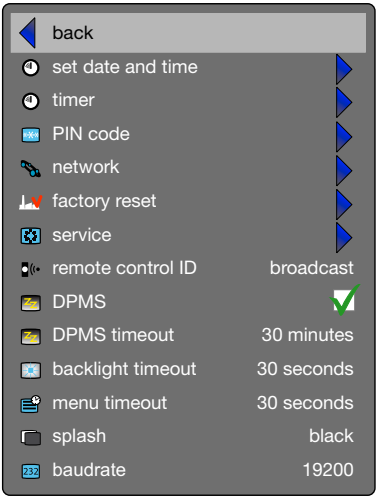 back
set date and time
timer
PIN code
network
factory reset
service
remote control ID broadcast
DPMS
DPMS timeout 30 minutes
backlight timeout 30 seconds
menu timeout 30 seconds
splash black
232 baudrate 19200